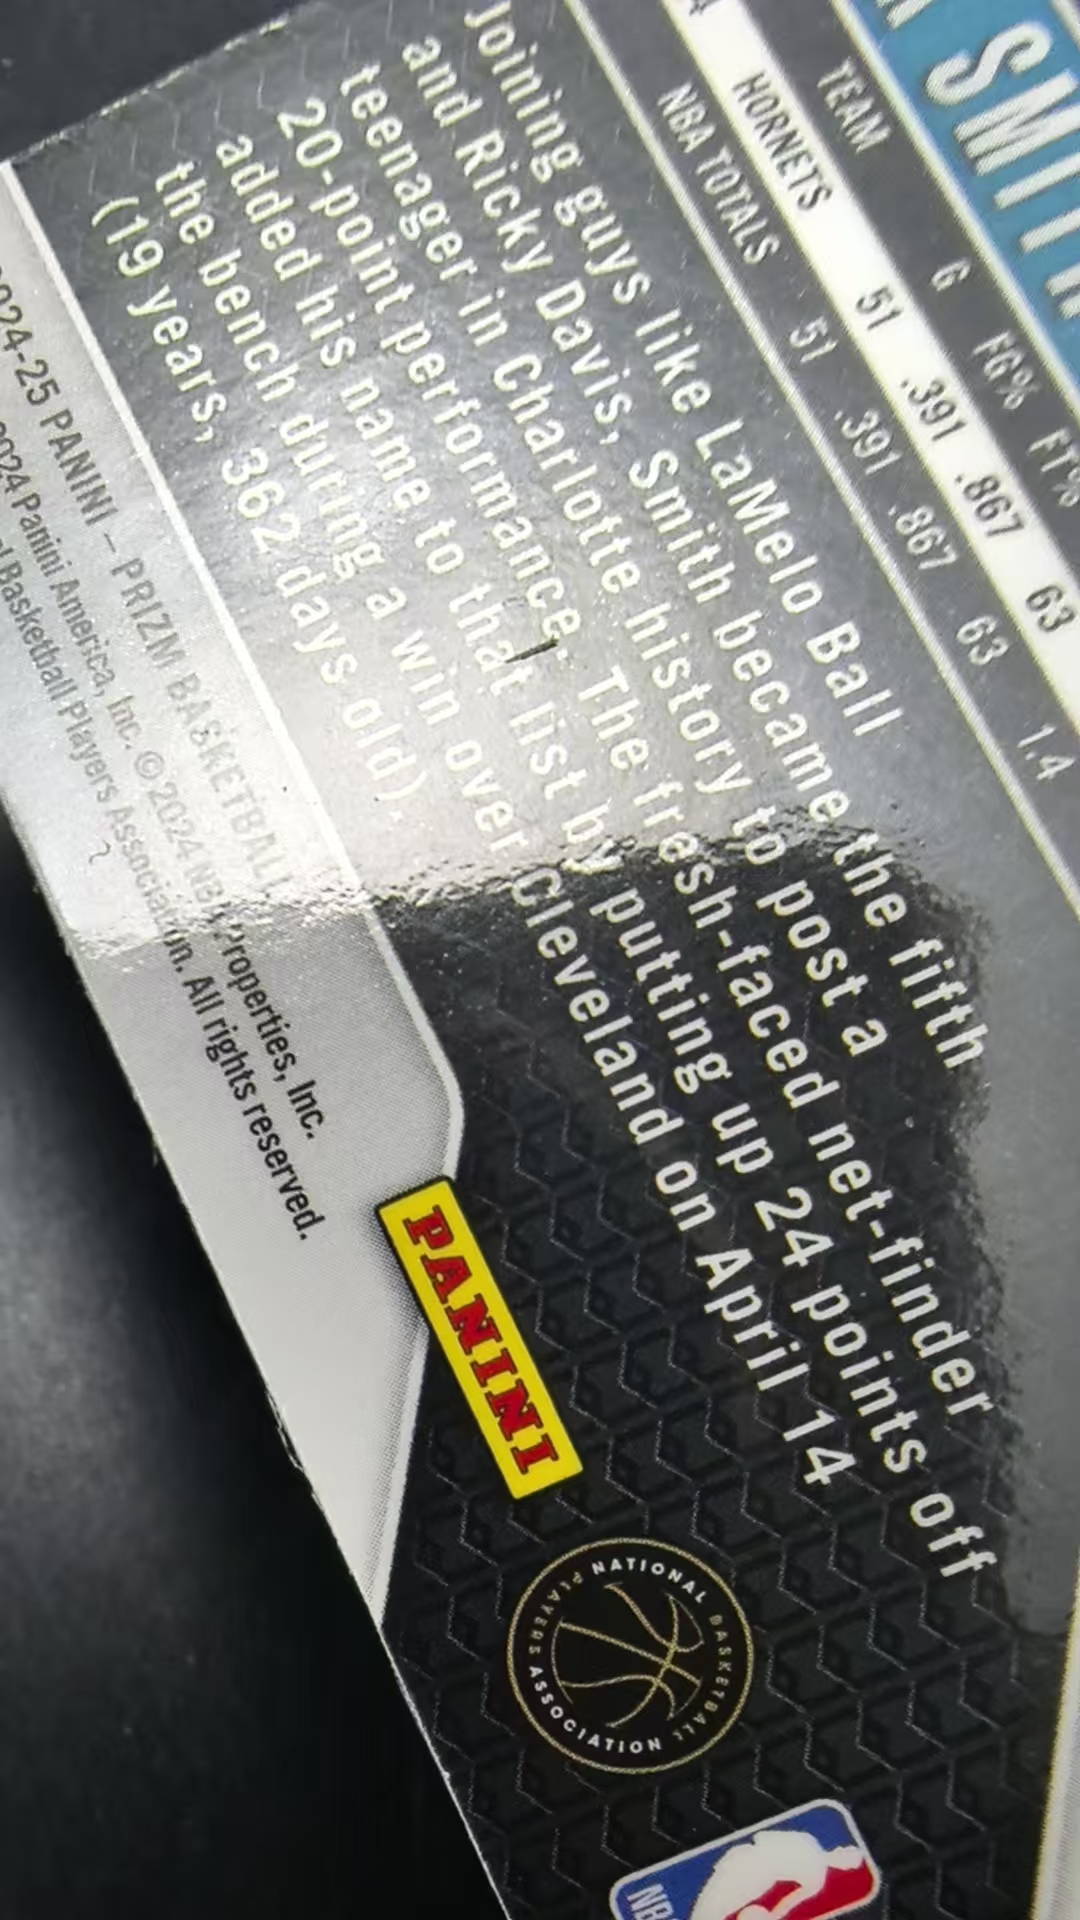 SMITH
TEAM 6 FG% FT%
HORNETS 51 .391 .867 63
NBA TOTALS 51 .391 .867 63 1.4
Joining guys like LaMelo Ball
and Ricky Davis, Smith became the fifth
teenager in Charlotte history to post a
20-point performance. The fresh-faced net-finder
added his name to that list by putting up 24 points off
the bench during a win over Cleveland on April 14
(19 years, 362 days old).
2024-25 PANINI – PRIZM BASKETBALL
2024 Panini America, Inc. © 2024 NBA Properties, Inc.
Basketball Players Association. All rights reserved.
PANINI
NATIONAL BASKETBALL PLAYERS ASSOCIATION